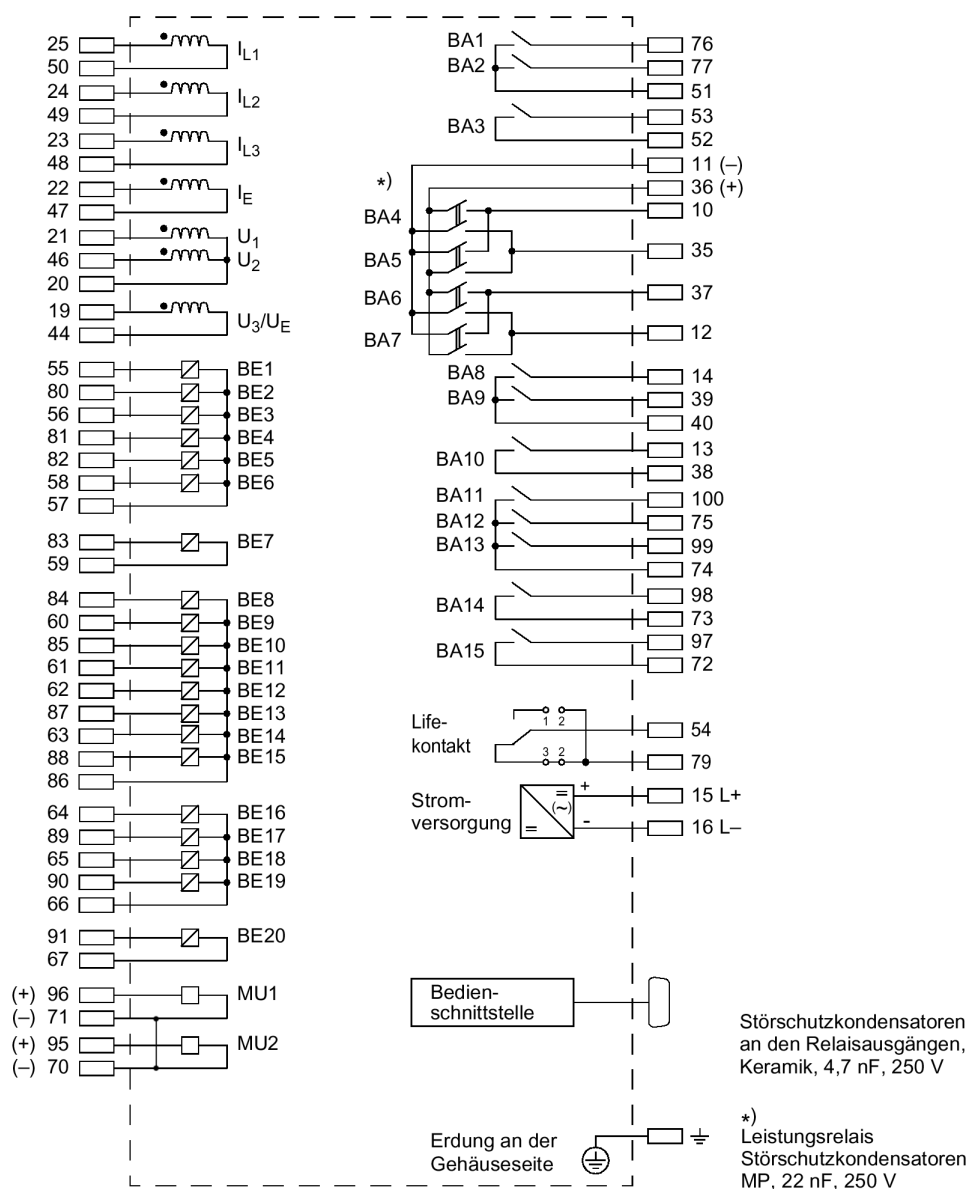 25
50
I_L1
24
49
I_L2
23
48
I_L3
22
47
I_E
21
46
20
U_1
U_2
19
44
U_3/U_E
55 BE1
80 BE2
56 BE3
81 BE4
82 BE5
58 BE6
57
83 BE7
59
84 BE8
60 BE9
85 BE10
61 BE11
62 BE12
87 BE13
63 BE14
88 BE15
86
64 BE16
89 BE17
65 BE18
90 BE19
66
91 BE20
67
(+) 96 MU1
(–) 71
(+) 95 MU2
(–) 70
BA1 76
BA2 77
51
BA3
53
52
11 (–)
36 (+)
*)
BA4 10
BA5 35
BA6 37
BA7 12
BA8 14
BA9 39
40
BA10
13
38
BA11 100
BA12 75
BA13 99
74
BA14
98
73
BA15
97
72
Life-
kontakt
1 2
3 2
54
79
Strom-
versorgung
=
(~)
=
+
-
15 L+
16 L–
Bedien-
schnittstelle
Störschutzkondensatoren
an den Relaisausgängen,
Keramik, 4,7 nF, 250 V
Erdung an der
Gehäuseseite
*)
Leistungsrelais
Störschutzkondensatoren
MP, 22 nF, 250 V